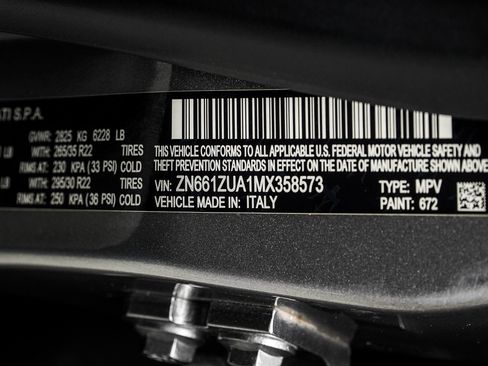 ATI S.P.A.
GVWR: 2825 KG 6228 LB
LB WITH: 265/35 R22 TIRES
RIMS AT: 230 KPA (33 PSI) COLD
LB WITH: 295/30 R22 TIRES
RIMS AT: 250 KPA (36 PSI) COLD
THIS VEHICLE CONFORMS TO ALL APPLICABLE U.S. FEDERAL MOTOR VEHICLE SAFETY AND
THEFT PREVENTION STANDARDS IN EFFECT ON THE DATE OF MANUFACTURE SHOWN ABOVE
VIN: ZN661ZUA1MX358573 TYPE: MPV
VEHICLE MADE IN: ITALY PAINT: 672